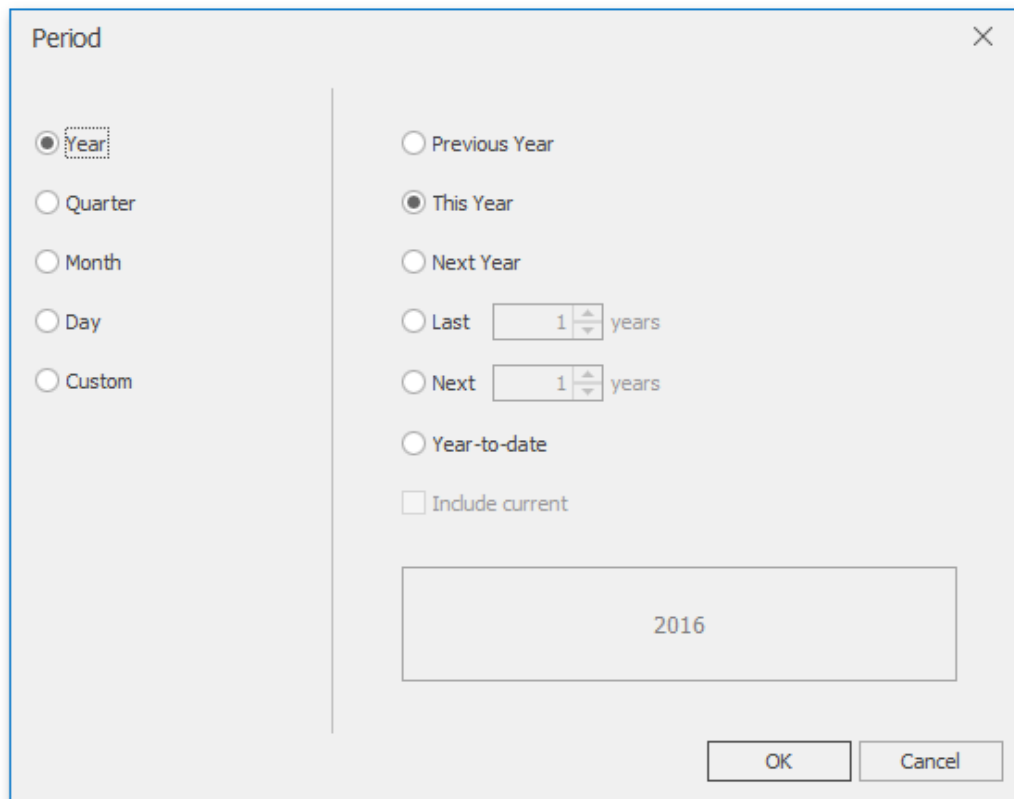 Period
Year
Quarter
Month
Day
Custom
Previous Year
This Year
Next Year
Last 1 years
Next 1 years
Year-to-date
Include current
2016
OK
Cancel